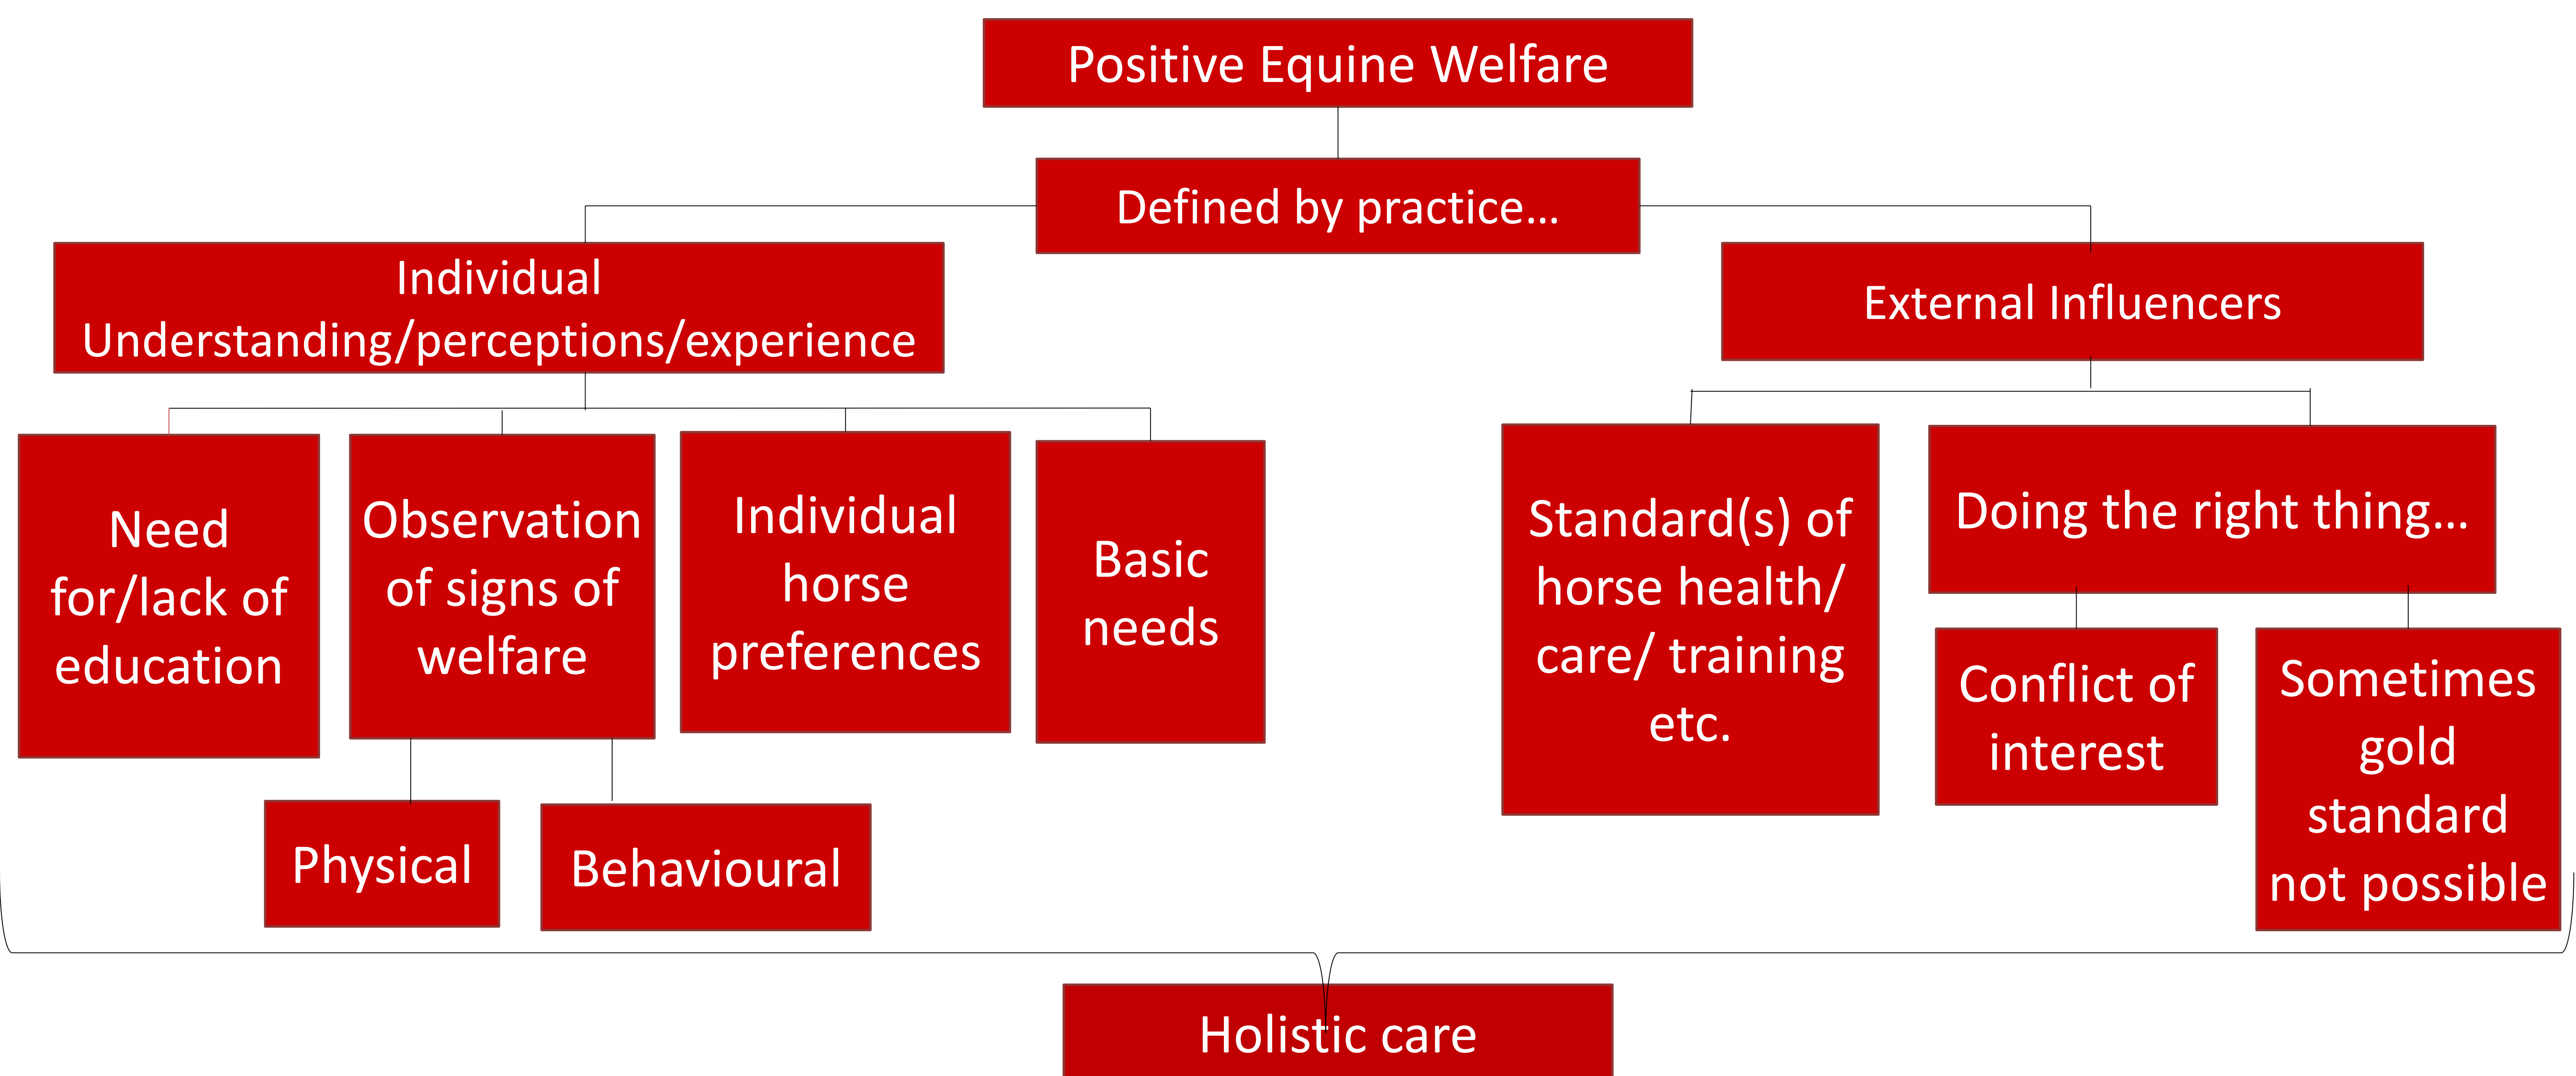 Positive Equine Welfare
Defined by practice…
Individual
Understanding/perceptions/experience
External Influencers
Need
for/lack of
education
Observation
of signs of
welfare
Individual
horse
preferences
Basic
needs
Standard(s) of
horse health/
care/ training
etc.
Doing the right thing…
Physical
Behavioural
Conflict of
interest
Sometimes
gold
standard
not possible
Holistic care